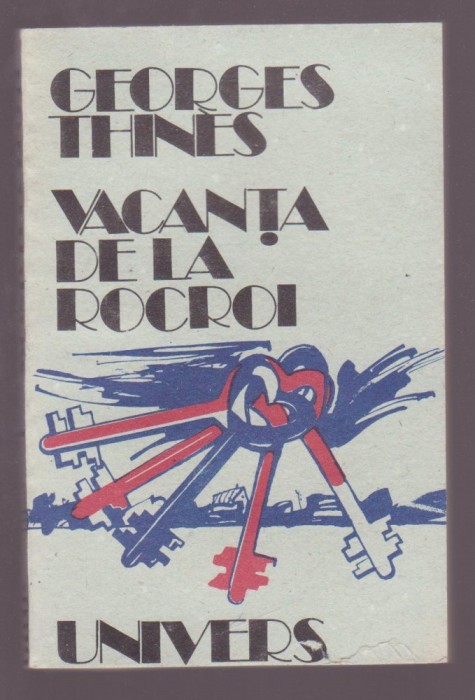 GEORGES
THINÈS
VACANȚA
DE LA
ROCROI
UNIVERS